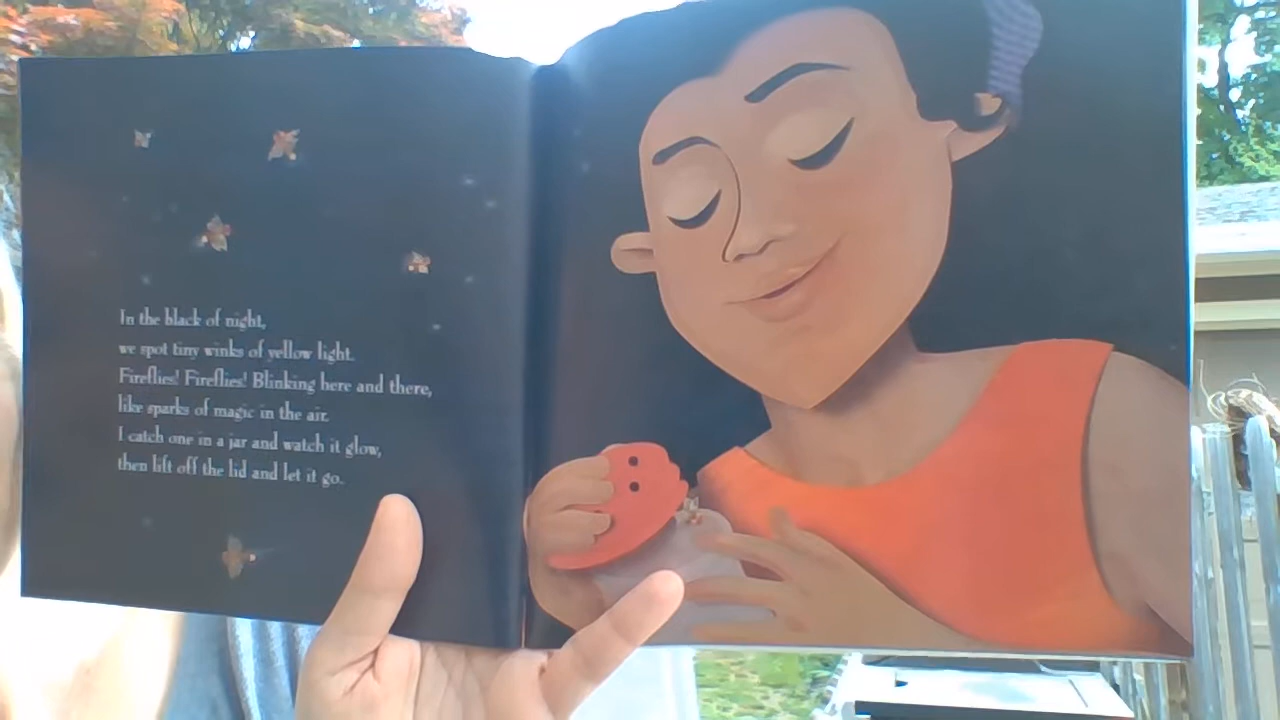 In the black of night,
we spot tiny winks of yellow light.
Fireflies! Fireflies! Blinking here and there,
like sparks of magic in the air.
I catch one in a jar and watch it glow,
then lift off the lid and let it go.